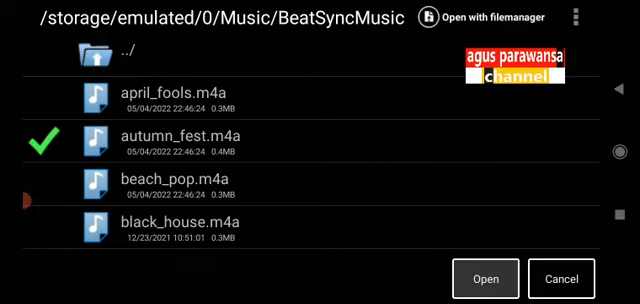 /storage/emulated/0/Music/BeatSyncMusic
Open with filemanager
../
agus parawansa
channel
april_fools.m4a
05/04/2022 22:46:24 0.3MB
autumn_fest.m4a
05/04/2022 22:46:24 0.4MB
beach_pop.m4a
05/04/2022 22:46:24 0.3MB
black_house.m4a
12/23/2021 10:51:01 0.3MB
Open
Cancel